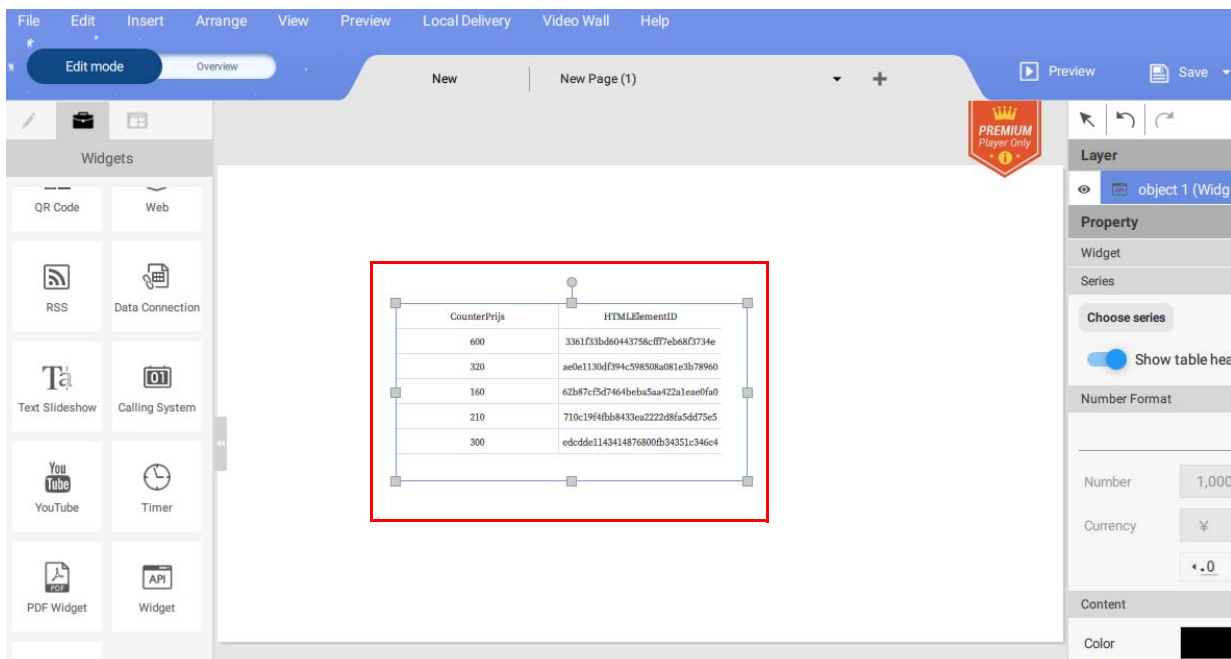 File Edit Insert Arrange View Preview Local Delivery Video Wall Help
Edit mode Overview
New New Page (1) +
Preview Save
PREMIUM
Player Only
Widgets
QR Code Web
RSS Data Connection
Text Slideshow Calling System
YouTube Timer
PDF Widget Widget
CounterPrijs HTMLElementID
600 3361f33bd60443758cfff7eb68f3734e
320 ae0e1130df394c598508a081e3b78960
160 62b87cf5d7464beba5aa422a1eae0fa0
210 710c19f4fbb8433ea2222d8fa5dd75e5
300 edcdde1143414876800fb34351c346c4
Layer
object 1 (Widg
Property
Widget
Series
Choose series
Show table hea
Number Format
Number 1,000
Currency ¥
.0
Content
Color